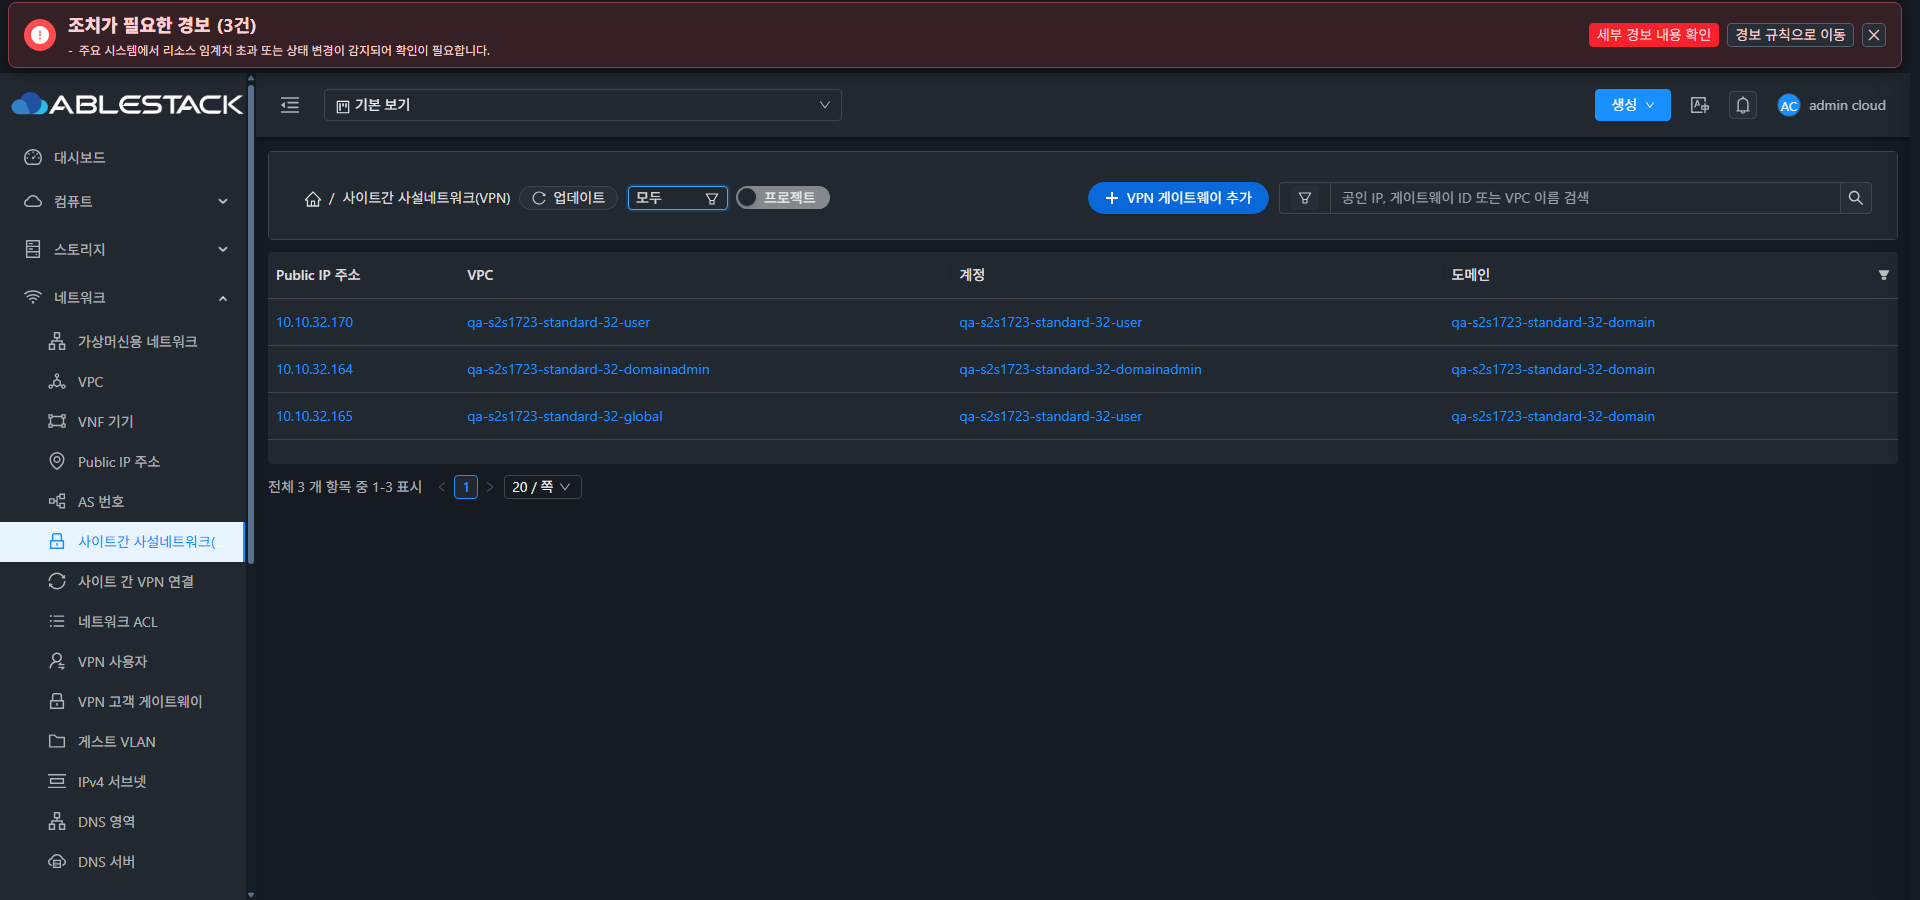 조치가 필요한 경보 (3건)
- 주요 시스템에서 리소스 임계치 초과 또는 상태 변경이 감지되어 확인이 필요합니다.
세부 경보 내용 확인
경보 규칙으로 이동
ABLESTACK
기본 보기
생성
AC
admin cloud
대시보드
컴퓨트
스토리지
네트워크
가상머신용 네트워크
VPC
VNF 기기
Public IP 주소
AS 번호
사이트간 사설네트워크(
사이트 간 VPN 연결
네트워크 ACL
VPN 사용자
VPN 고객 게이트웨이
게스트 VLAN
IPv4 서브넷
DNS 영역
DNS 서버
/ 사이트간 사설네트워크(VPN)
업데이트
모두
프로젝트
VPN 게이트웨이 추가
공인 IP, 게이트웨이 ID 또는 VPC 이름 검색
Public IP 주소 VPC 계정 도메인
10.10.32.170 qa-s2s1723-standard-32-user qa-s2s1723-standard-32-user qa-s2s1723-standard-32-domain
10.10.32.164 qa-s2s1723-standard-32-domainadmin qa-s2s1723-standard-32-domainadmin qa-s2s1723-standard-32-domain
10.10.32.165 qa-s2s1723-standard-32-global qa-s2s1723-standard-32-user qa-s2s1723-standard-32-domain
전체 3 개 항목 중 1-3 표시 < 1 > 20 / 쪽